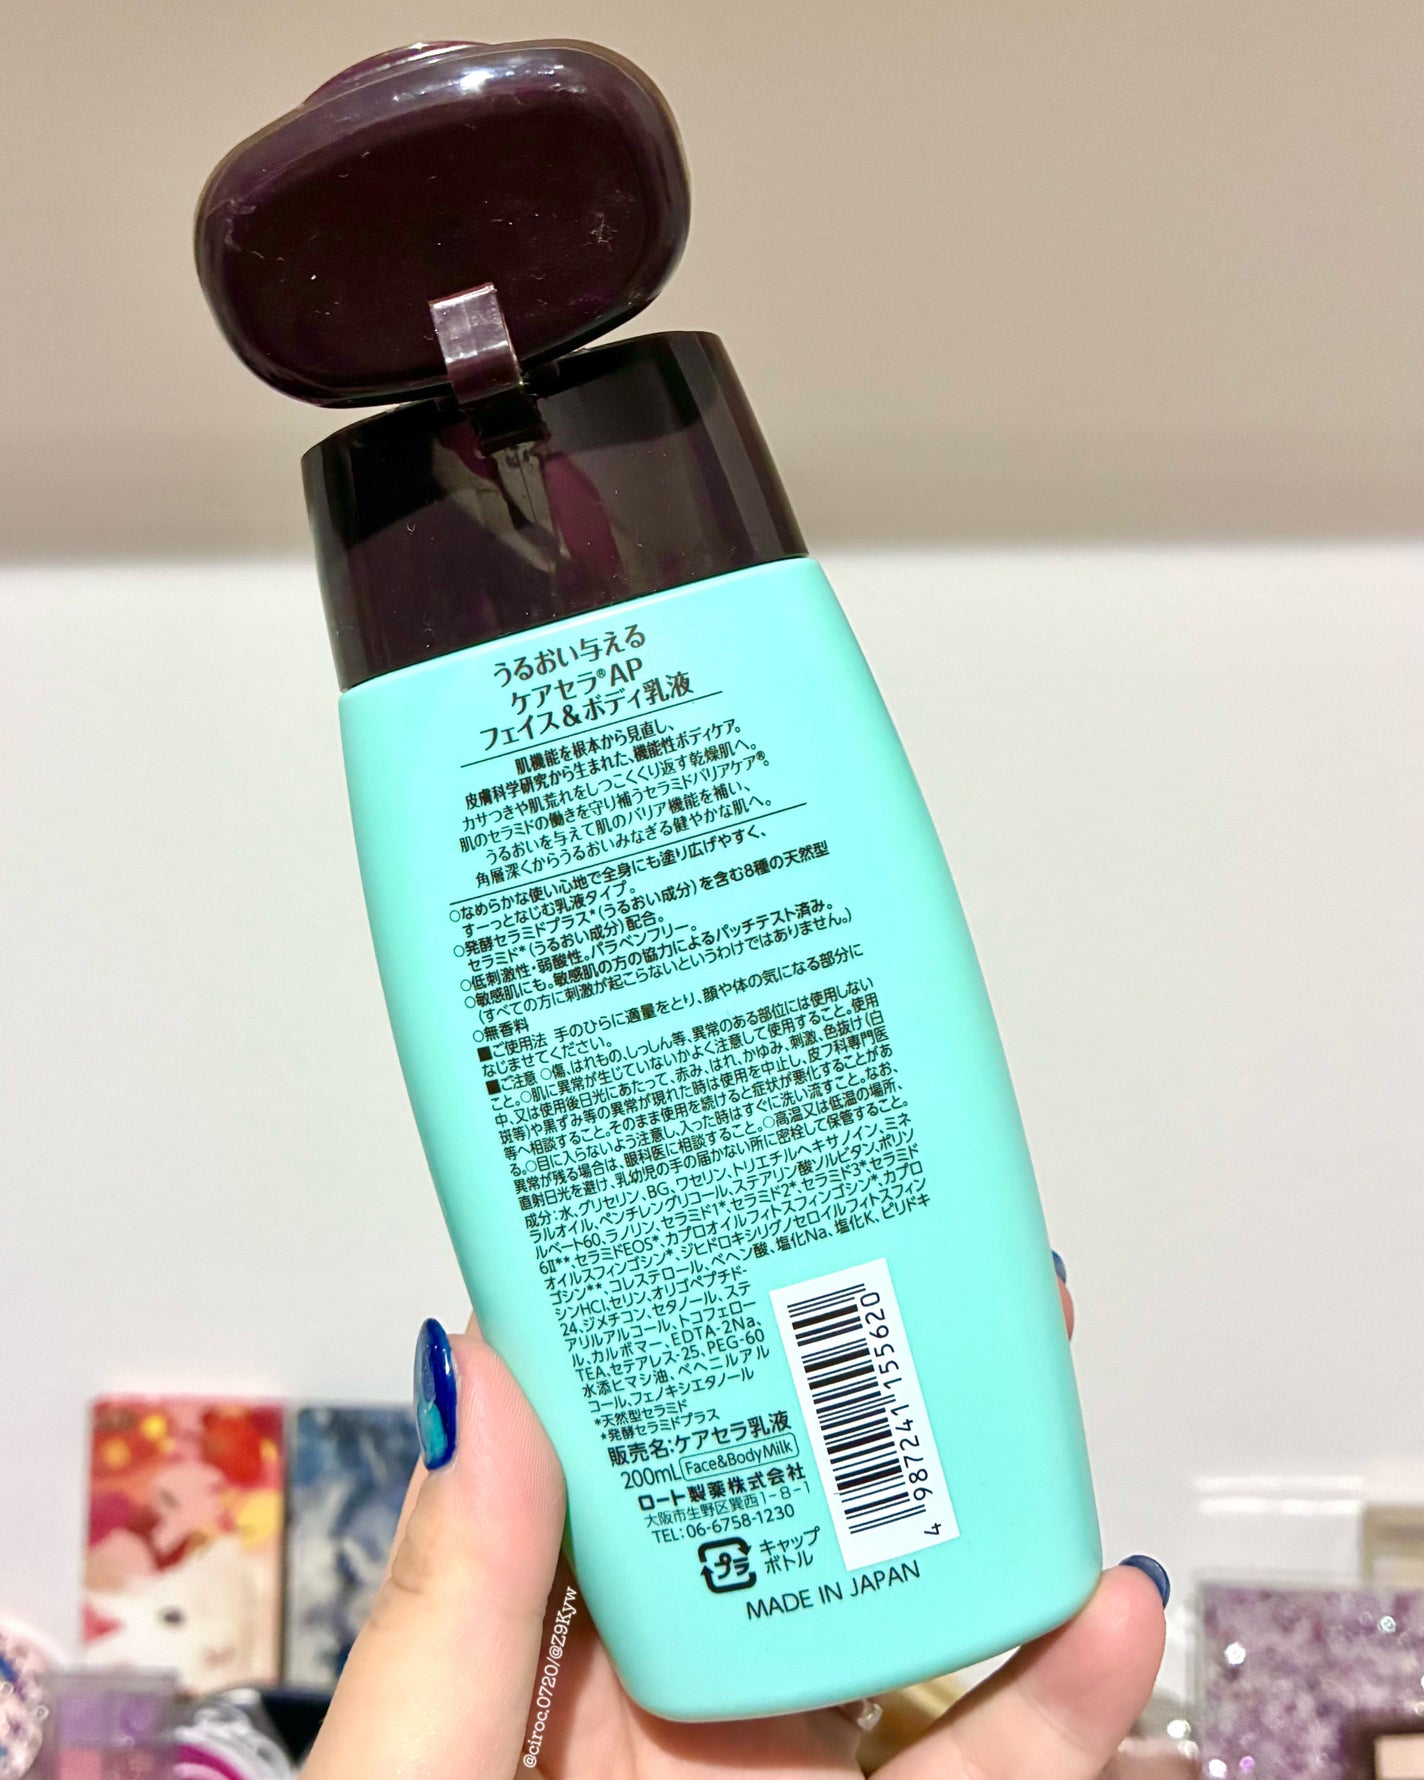 うるおい与える
ケアセラ®AP
フェイス&ボディ乳液
肌機能を根本から見直し、
皮膚科学研究から生まれた、機能性ボディケア。
カサつきや肌荒れをしつこくくり返す乾燥肌へ。
肌のセラミドの働きを守り補うセラミドバリアケア®
うるおいを与えて肌のバリア機能を補い、
角層深くからうるおいみなぎる健やかな肌へ。
○なめらかな使い心地で全身にも塗り広げやすく、
すーっとなじむ乳液タイプ。
○発酵セラミドプラス*(うるおい成分)を含む8種の天然型
セラミド*(うるおい成分)配合。
○低刺激性・弱酸性。パラベンフリー。
○敏感肌にも。敏感肌の方の協力によるパッチテスト済み。
(すべての方に刺激が起こらないというわけではありません。)
○無香料
■ご使用法 手のひらに適量をとり、顔や体の気になる部分に
なじませてください。
■ご注意 ○傷、はれもの、しっしん等、異常のある部位には使用しない
こと。○肌に異常が生じていないかよく注意して使用すること。使用
中、又は使用後日光にあたって、赤み、はれ、かゆみ、刺激、色抜け(白
斑等)や黒ずみ等の異常が現れた時は使用を中止し、皮フ科専門医
等へ相談すること。そのまま使用を続けると症状が悪化することがあ
る。○目に入らないよう注意し、入った時はすぐに洗い流すこと。なお、
異常が残る場合は、眼科医に相談すること。○高温又は低温の場所、
直射日光を避け、乳幼児の手の届かない所に密栓して保管すること。
成分:水、グリセリン、BG、ワセリン、トリエチルヘキサノイン、ミネ
ラルオイル、ペンチレングリコール、ステアリン酸ソルビタン、ポリソ
ルベート60、ラノリン、セラミド1*、セラミド2*、セラミド3*、セラミド
6Ⅱ**、セラミドEOS*、カプロオイルフィトスフィンゴシン*、カプロ
オイルスフィンゴシン*、ジヒドロキシリグノセロイルフィトスフィン
ゴシン**、コレステロール、ベヘン酸、塩化Na、塩化K、ピリドキ
シンHCl、セリン、オリゴペプチド-
24、ジメチコン、セタノール、ステ
アリルアルコール、トコフェロー
ル、カルボマー、EDTA-2Na、
TEA、セテアレス-25、PEG-60
水添ヒマシ油、ベヘニルアル
コール、フェノキシエタノール
*天然型セラミド
*発酵セラミドプラス
販売名:ケアセラ乳液
200mL Face&BodyMilk
ロート製薬株式会社
大阪市生野区巽西1-8-1
TEL:06-6758-1230
プラ キャップ
ボトル
4 987241 155620
MADE IN JAPAN
@ciroc.0720/@Z9Kyw